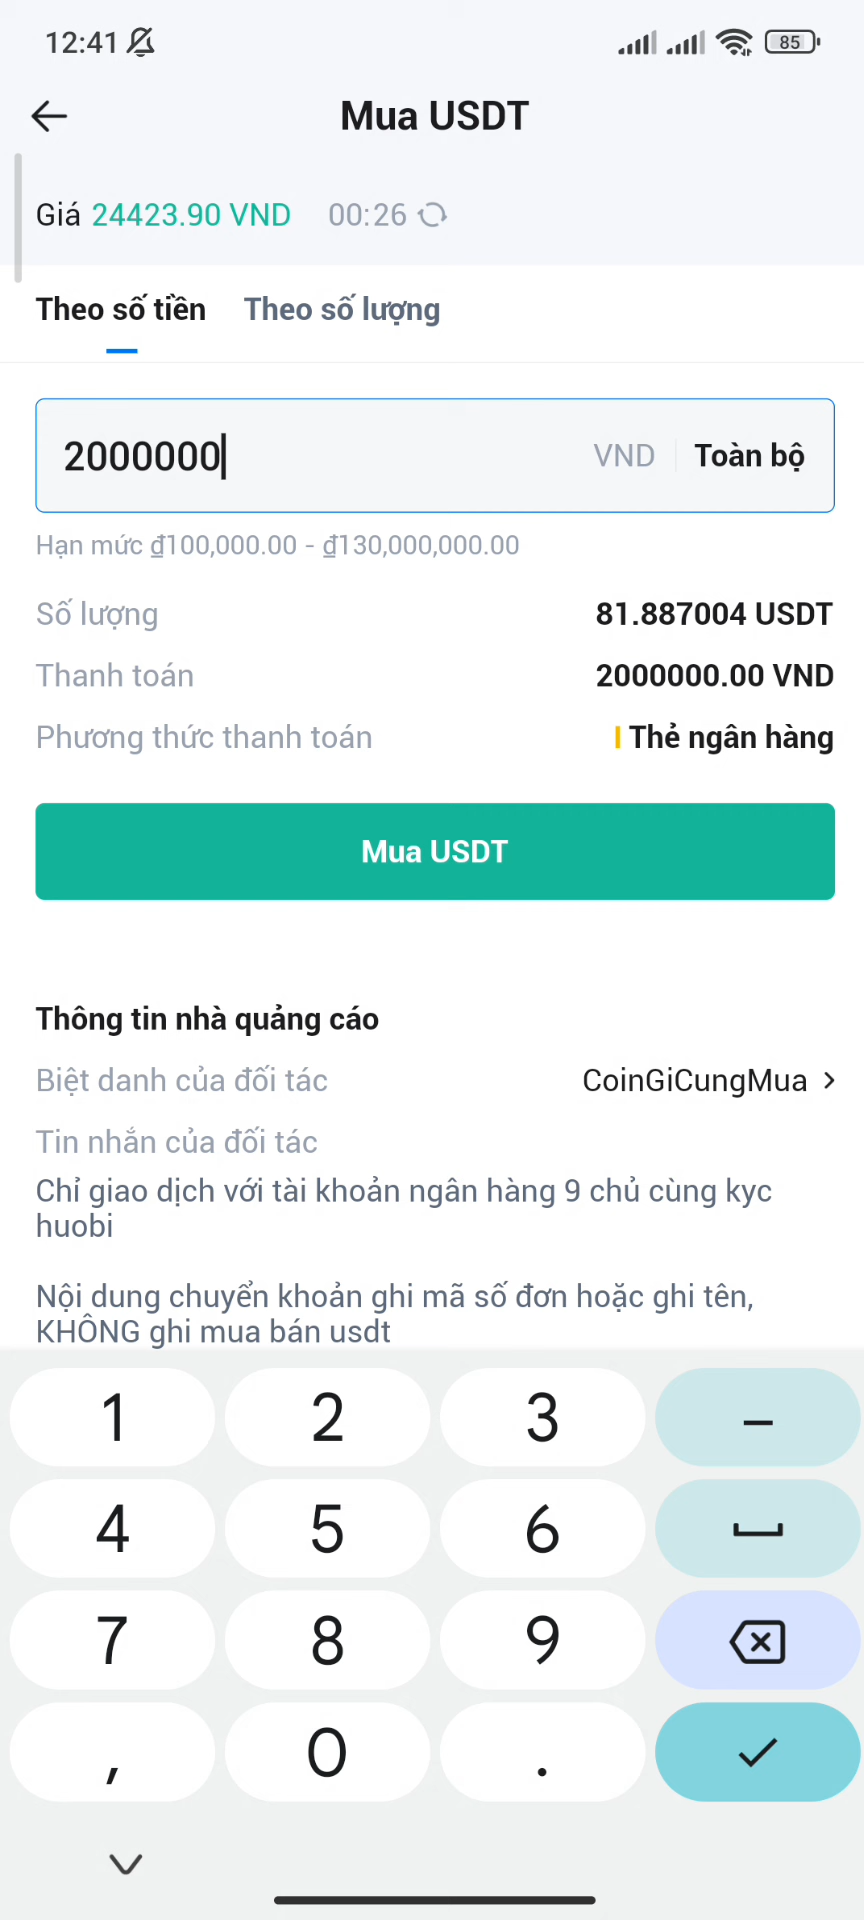 12:41
85
Mua USDT
Giá 24423.90 VND 00:26
Theo số tiền Theo số lượng
2000000 VND Toàn bộ
Hạn mức ₫100,000.00 - ₫130,000,000.00
Số lượng 81.887004 USDT
Thanh toán 2000000.00 VND
Phương thức thanh toán Thẻ ngân hàng
Mua USDT
Thông tin nhà quảng cáo
Biệt danh của đối tác CoinGiCungMua
Tin nhắn của đối tác
Chỉ giao dịch với tài khoản ngân hàng 9 chủ cùng kyc
huobi
Nội dung chuyển khoản ghi mã số đơn hoặc ghi tên,
KHÔNG ghi mua bán usdt
1 2 3 –
4 5 6
7 8 9
, 0 .